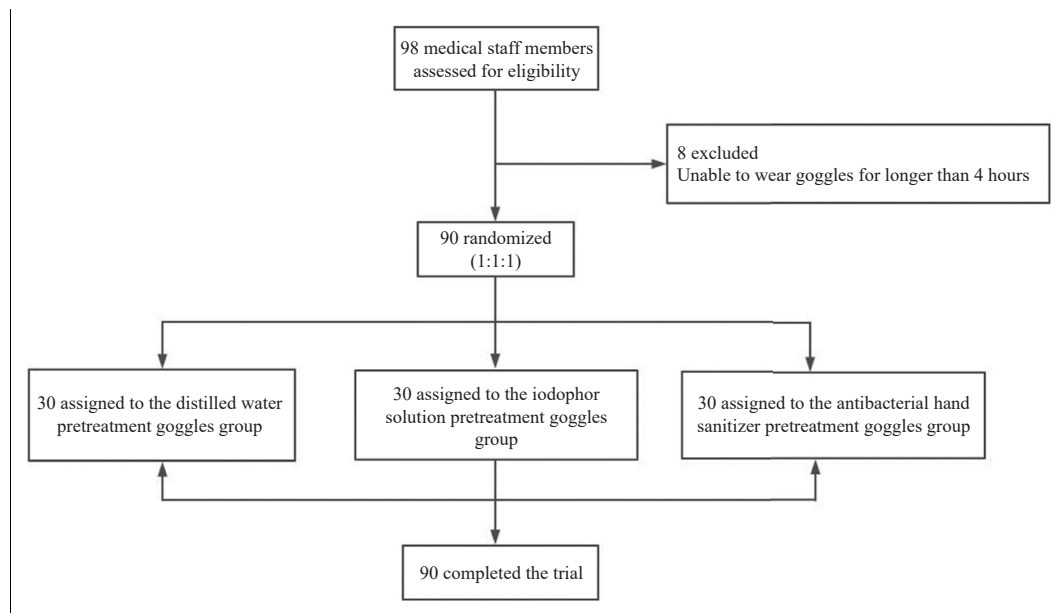 98 medical staff members
assessed for eligibility
8 excluded
Unable to wear goggles for longer than 4 hours
90 randomized
(1:1:1)
30 assigned to the distilled water
pretreatment goggles group
30 assigned to the iodophor
solution pretreatment goggles
group
30 assigned to the antibacterial hand
sanitizer pretreatment goggles group
90 completed the trial